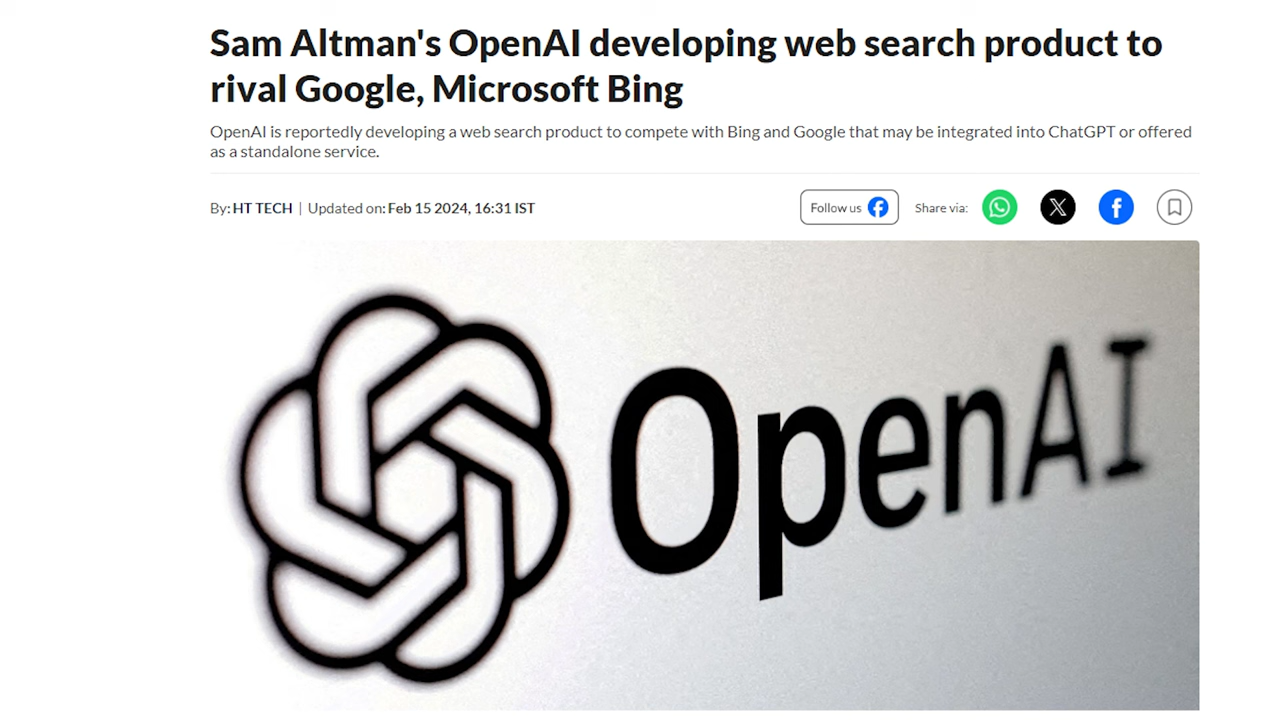 Sam Altman's OpenAI developing web search product to
rival Google, Microsoft Bing
OpenAI is reportedly developing a web search product to compete with Bing and Google that may be integrated into ChatGPT or offered
as a standalone service.
By: HT TECH | Updated on: Feb 15 2024, 16:31 IST
Follow us
Share via:
OpenAI